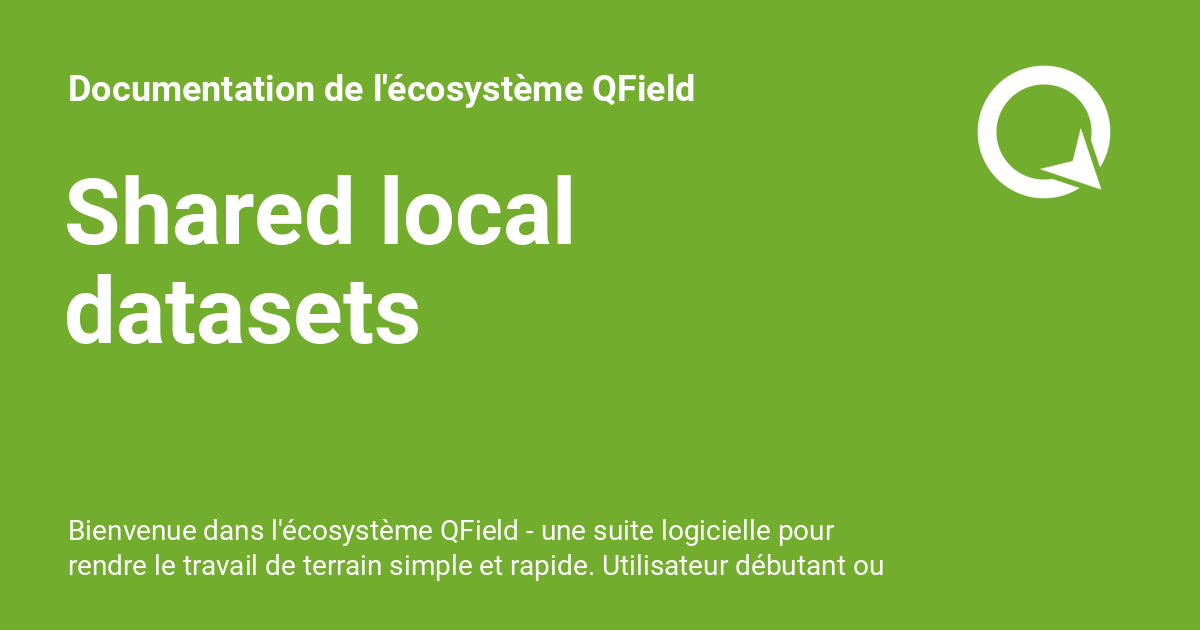 Documentation de l'écosystème QField
Shared local
datasets
Bienvenue dans l'écosystème QField - une suite logicielle pour
rendre le travail de terrain simple et rapide. Utilisateur débutant ou